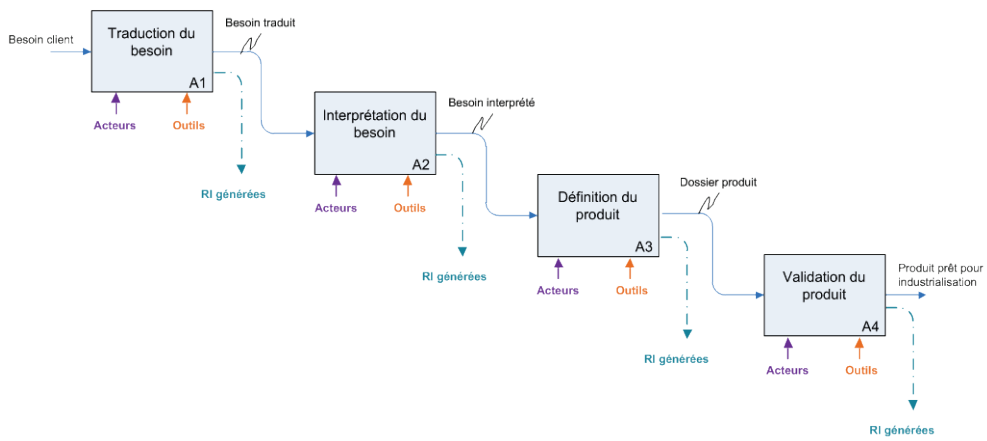 Besoin client
Traduction du
besoin
A1
Besoin traduit
Acteurs
Outils
RI générées
Interprétation du
besoin
A2
Besoin interprété
Acteurs
Outils
RI générées
Définition du
produit
A3
Dossier produit
Acteurs
Outils
RI générées
Validation du
produit
A4
Produit prêt pour
industrialisation
Acteurs
Outils
RI générées